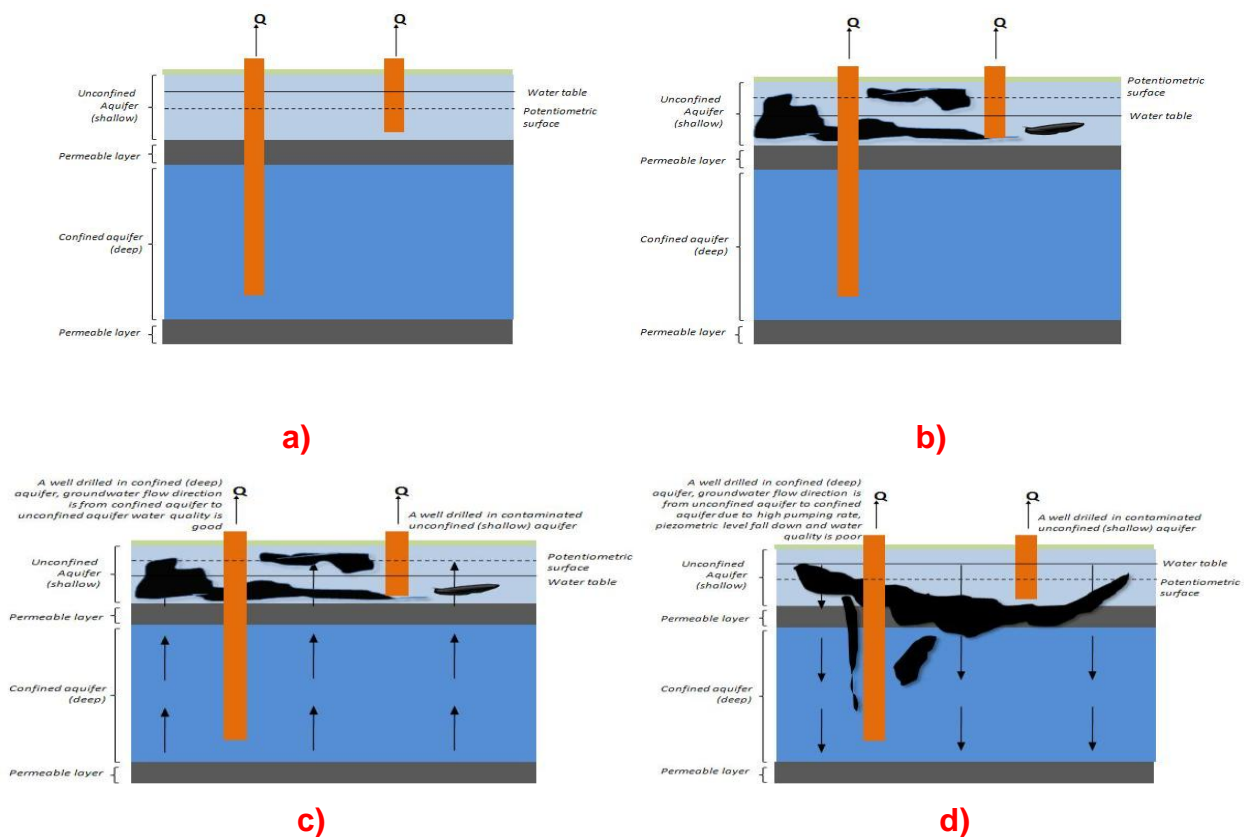 Q
Q
Unconfined
Aquifer
(shallow)
Water table
Potentiometric
surface
Permeable layer
Confined aquifer
(deep)
Permeable layer
a)
Q
Q
Potentiometric
surface
Unconfined
Aquifer
(shallow)
Water table
Permeable layer
Confined aquifer
(deep)
Permeable layer
b)
A well drilled in confined (deep)
aquifer, groundwater flow direction
is from confined aquifer to
unconfined aquifer water quality is
good
Q
Q
A well drilled in contaminated
unconfined (shallow) aquifer
Unconfined
Aquifer
(shallow)
Potentiometric
surface
Water table
Permeable layer
Confined aquifer
(deep)
Permeable layer
c)
A well drilled in confined (deep)
aquifer, groundwater flow direction is
from unconfined aquifer to confined
aquifer due to high pumping rate,
piezometric level fall down and water
quality is poor
Q
Q
A well drilled in contaminated
unconfined (shallow) aquifer
Unconfined
Aquifer
(shallow)
Water table
Potentiometric
surface
Permeable layer
Confined aquifer
(deep)
Permeable layer
d)